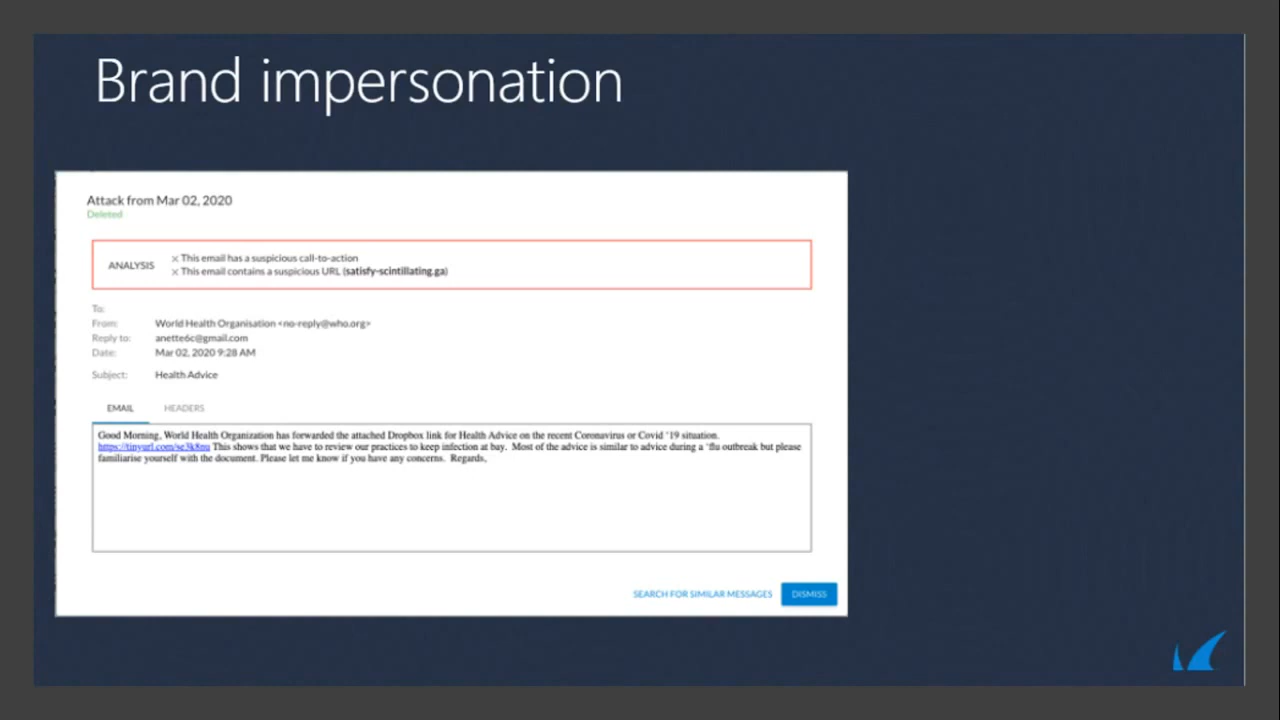 Brand impersonation
Attack from Mar 02, 2020
Deleted
ANALYSIS
× This email has a suspicious call-to-action
× This email contains a suspicious URL (satisfy-scintillating.ga)
To:
From: World Health Organisation <no-reply@who.org>
Reply to: anette6c@gmail.com
Date: Mar 02, 2020 9:28 AM
Subject: Health Advice
EMAIL HEADERS
Good Morning, World Health Organization has forwarded the attached Dropbox link for Health Advice on the recent Coronavirus or Covid '19 situation.
https://tinyurl.com/se3k8nu This shows that we have to review our practices to keep infection at bay. Most of the advice is similar to advice during a 'flu outbreak but please
familiarise yourself with the document. Please let me know if you have any concerns. Regards,
SEARCH FOR SIMILAR MESSAGES DISMISS